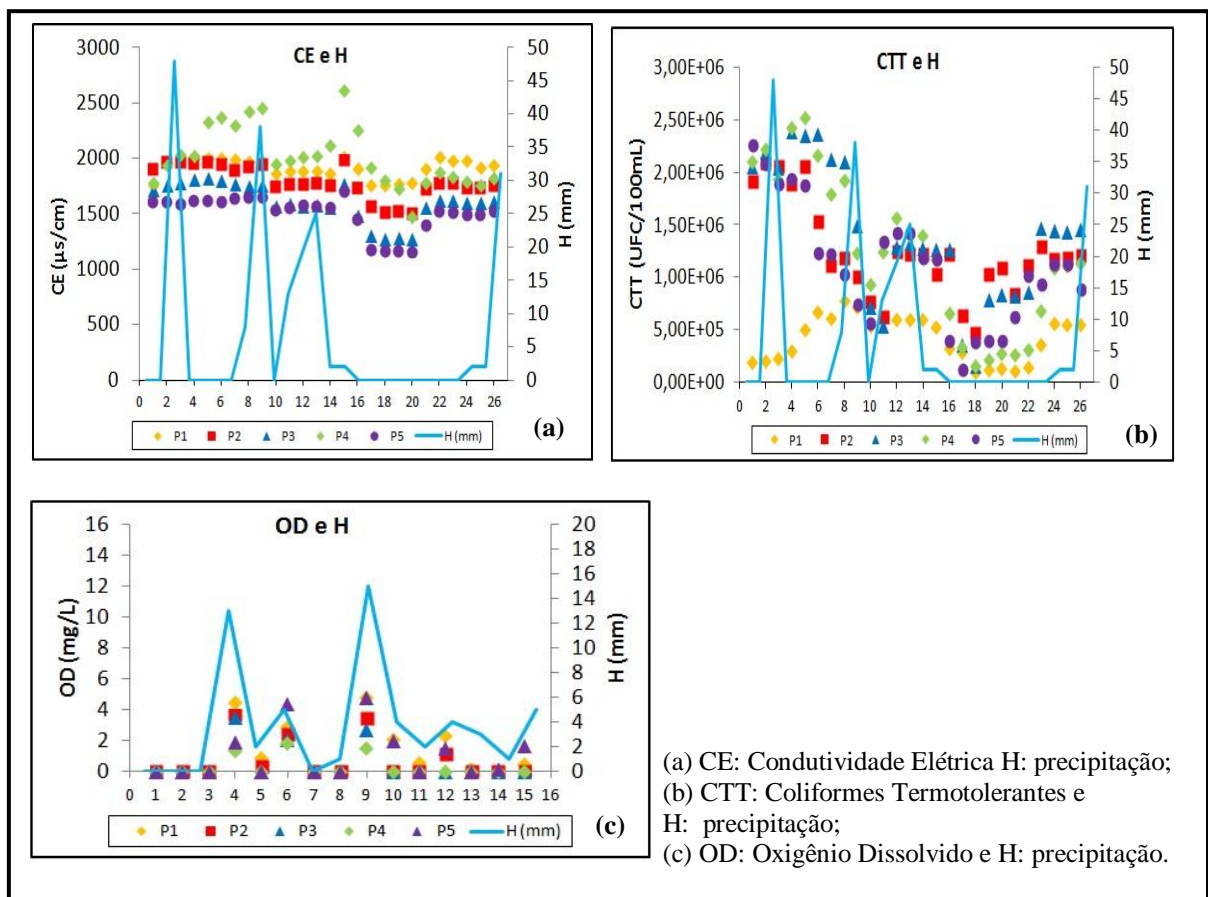 CE e H
3000
2500
2000
1500
1000
500
0
CE (µs/cm)
50
45
40
35
30
25
20
15
10
5
0
H (mm)
0 2 4 6 8 10 12 14 16 18 20 22 24 26
P1 P2 P3 P4 P5 H (mm)
(a)
CTT e H
3,00E+06
2,50E+06
2,00E+06
1,50E+06
1,00E+06
5,00E+05
0,00E+00
CTT (UFC/100mL)
50
45
40
35
30
25
20
15
10
5
0
H (mm)
0 2 4 6 8 10 12 14 16 18 20 22 24 26
P1 P2 P3 P4 P5 H (mm)
(b)
OD e H
16
14
12
10
8
6
4
2
0
OD (mg/L)
20
18
16
14
12
10
8
6
4
2
0
H (mm)
0 1 2 3 4 5 6 7 8 9 10 11 12 13 14 15 16
P1 P2 P3 P4 P5 H (mm)
(c)
(a) CE: Condutividade Elétrica H: precipitação;
(b) CTT: Coliformes Termotolerantes e
H: precipitação;
(c) OD: Oxigênio Dissolvido e H: precipitação.